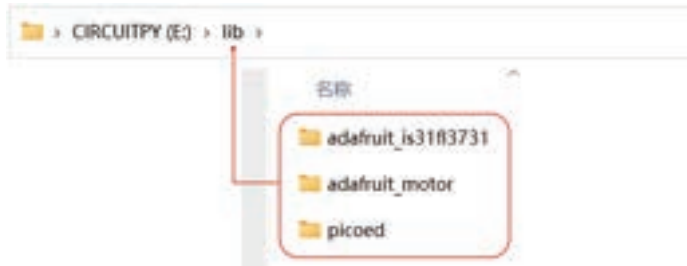 CIRCUITPY (E:) › lib ›
名称
adafruit_is31fl3731
adafruit_motor
picoed